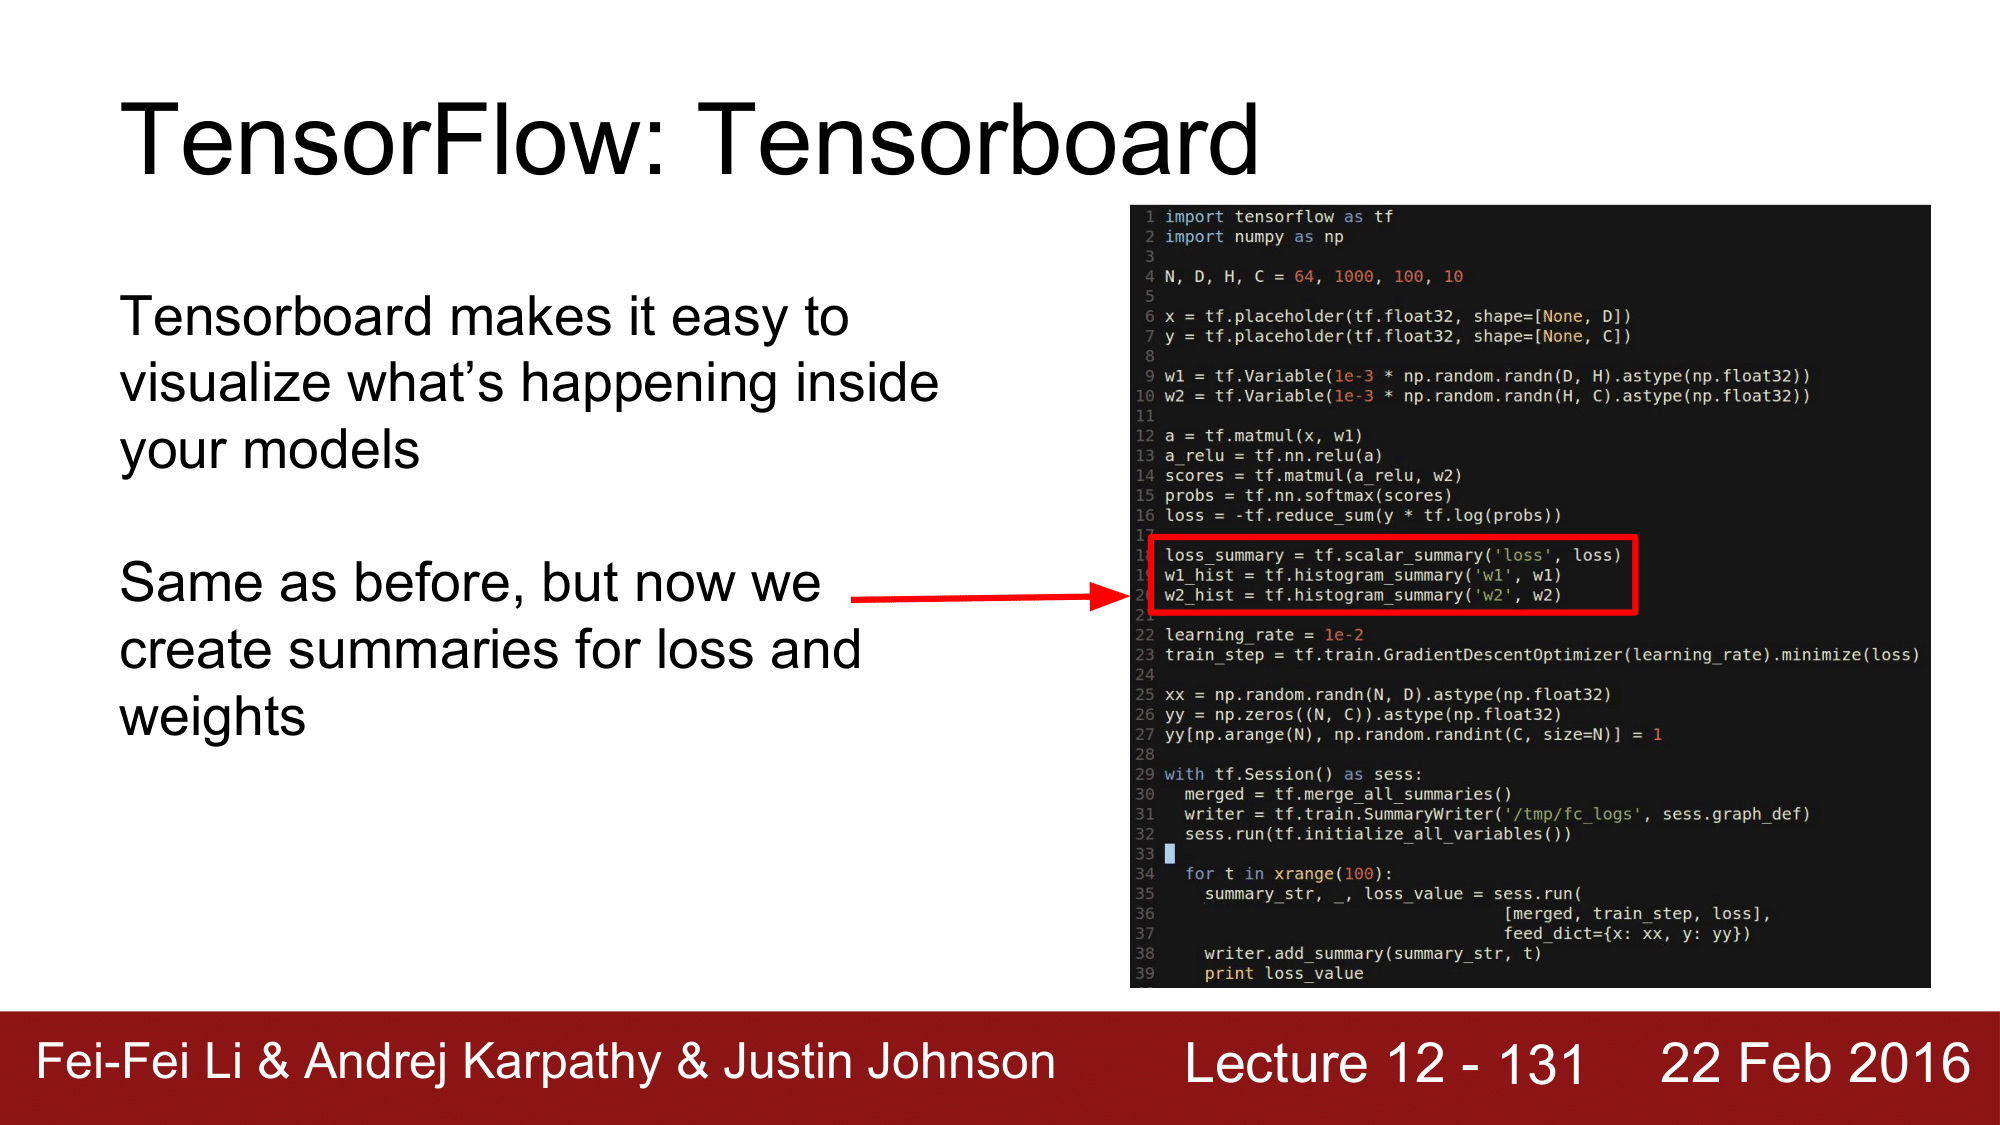 TensorFlow: Tensorboard
Tensorboard makes it easy to
visualize what’s happening inside
your models
Same as before, but now we
create summaries for loss and
weights
1 import tensorflow as tf
2 import numpy as np
3
4 N, D, H, C = 64, 1000, 100, 10
5
6 x = tf.placeholder(tf.float32, shape=[None, D])
7 y = tf.placeholder(tf.float32, shape=[None, C])
8
9 w1 = tf.Variable(1e-3 * np.random.randn(D, H).astype(np.float32))
10 w2 = tf.Variable(1e-3 * np.random.randn(H, C).astype(np.float32))
11
12 a = tf.matmul(x, w1)
13 a_relu = tf.nn.relu(a)
14 scores = tf.matmul(a_relu, w2)
15 probs = tf.nn.softmax(scores)
16 loss = -tf.reduce_sum(y * tf.log(probs))
17
18 loss_summary = tf.scalar_summary('loss', loss)
19 w1_hist = tf.histogram_summary('w1', w1)
20 w2_hist = tf.histogram_summary('w2', w2)
21
22 learning_rate = 1e-2
23 train_step = tf.train.GradientDescentOptimizer(learning_rate).minimize(loss)
24
25 xx = np.random.randn(N, D).astype(np.float32)
26 yy = np.zeros((N, C)).astype(np.float32)
27 yy[np.arange(N), np.random.randint(C, size=N)] = 1
28
29 with tf.Session() as sess:
30   merged = tf.merge_all_summaries()
31   writer = tf.train.SummaryWriter('/tmp/fc_logs', sess.graph_def)
32   sess.run(tf.initialize_all_variables())
33
34   for t in xrange(100):
35     summary_str, _, loss_value = sess.run(
36                                   [merged, train_step, loss],
37                                   feed_dict={x: xx, y: yy})
38     writer.add_summary(summary_str, t)
39     print loss_value
Fei-Fei Li & Andrej Karpathy & Justin Johnson Lecture 12 - 131 22 Feb 2016